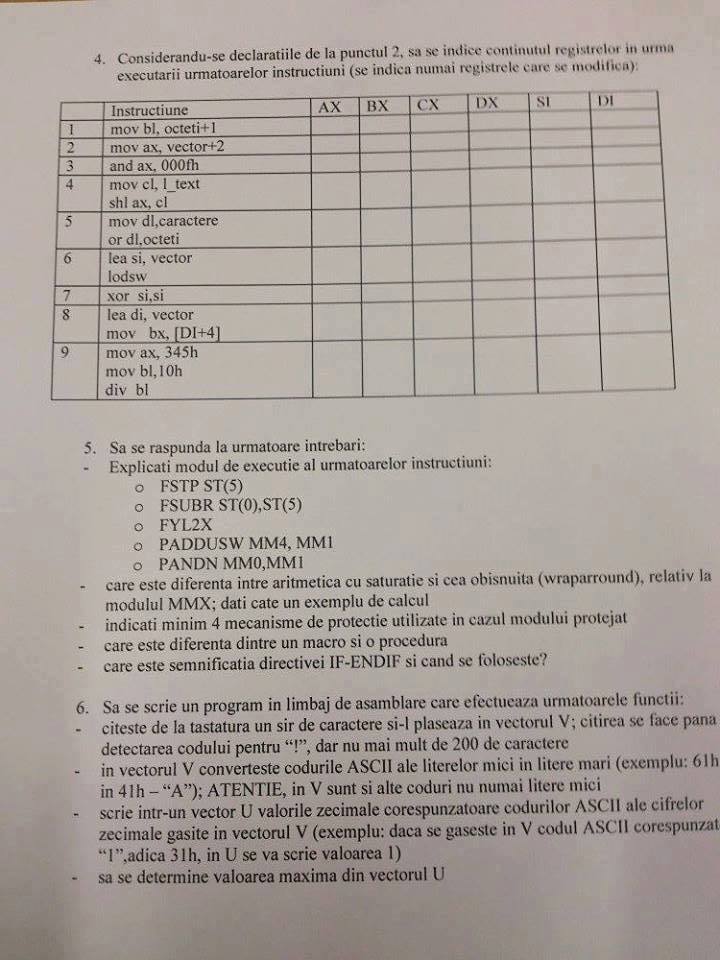 4. Considerandu-se declaratiile de la punctul 2, sa se indice continutul registrelor in urma
executarii urmatoarelor instructiuni (se indica numai registrele care se modifica):
Instructiune AX BX CX DX SI DI
1 mov bl, octeti+1
2 mov ax, vector+2
3 and ax, 000fh
4 mov cl, l_text
shl ax, cl
5 mov dl,caractere
or dl,octeti
6 lea si, vector
lodsw
7 xor si,si
8 lea di, vector
mov bx, [DI+4]
9 mov ax, 345h
mov bl,10h
div bl
5. Sa se raspunda la urmatoare intrebari:
- Explicati modul de executie al urmatoarelor instructiuni:
o FSTP ST(5)
o FSUBR ST(0),ST(5)
o FYL2X
o PADDUSW MM4, MM1
o PANDN MM0,MM1
- care este diferenta intre aritmetica cu saturatie si cea obisnuita (wraparround), relativ la
modulul MMX; dati cate un exemplu de calcul
- indicati minim 4 mecanisme de protectie utilizate in cazul modului protejat
- care este diferenta dintre un macro si o procedura
- care este semnificatia directivei IF-ENDIF si cand se foloseste?
6. Sa se scrie un program in limbaj de asamblare care efectueaza urmatoarele functii:
- citeste de la tastatura un sir de caractere si-l plaseaza in vectorul V; citirea se face pana
detectarea codului pentru “!”, dar nu mai mult de 200 de caractere
- in vectorul V converteste codurile ASCII ale literelor mici in litere mari (exemplu: 61h
in 41h – “A”); ATENTIE, in V sunt si alte coduri nu numai litere mici
- scrie intr-un vector U valorile zecimale corespunzatoare codurilor ASCII ale cifrelor
zecimale gasite in vectorul V (exemplu: daca se gaseste in V codul ASCII corespunzat
“1”,adica 31h, in U se va scrie valoarea 1)
- sa se determine valoarea maxima din vectorul U